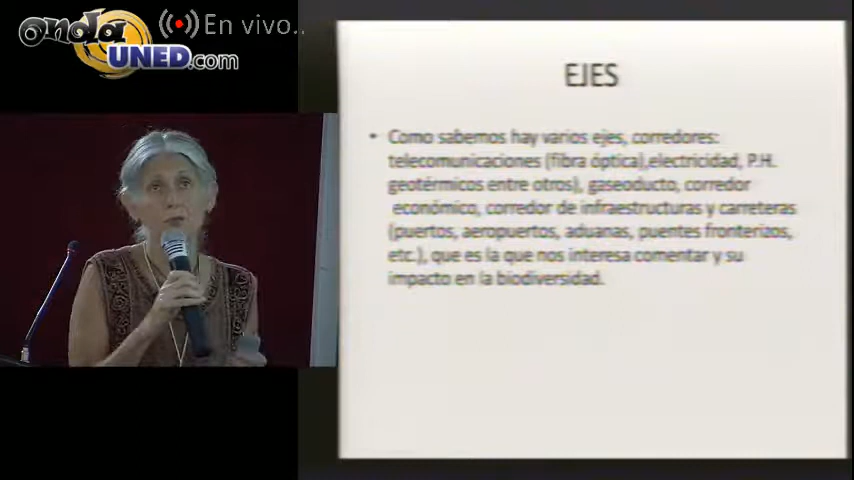 onda
UNED.com
En vivo..
EJES
• Como sabemos hay varios ejes, corredores:
telecomunicaciones (fibra óptica),electricidad, P.H.
geotérmicos entre otros), gaseoducto, corredor
económico, corredor de infraestructuras y carreteras
(puertos, aeropuertos, aduanas, puentes fronterizos,
etc.), que es la que nos interesa comentar y su
impacto en la biodiversidad.